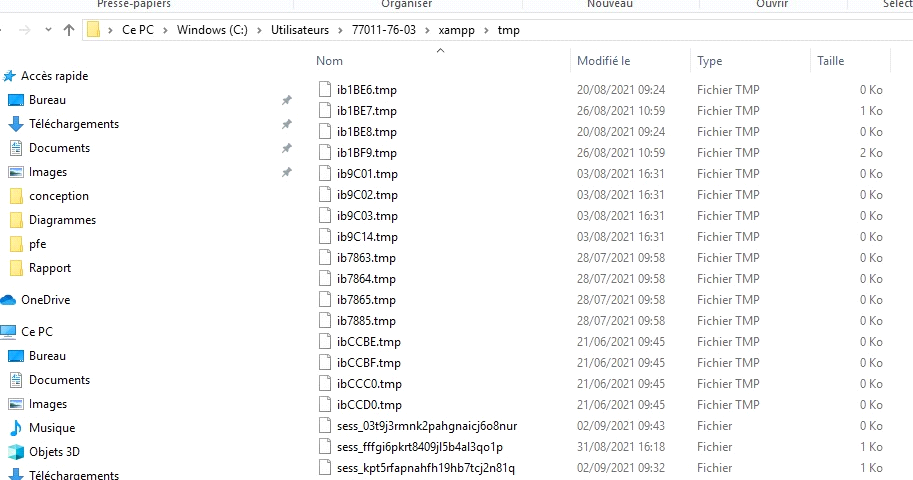 Presse-papiers Organiser Nouveau Ouvrir Sélect
Ce PC > Windows (C:) > Utilisateurs > 77011-76-03 > xampp > tmp
Nom Modifié le Type Taille
Accès rapide
Bureau
Téléchargements
Documents
Images
conception
Diagrammes
pfe
Rapport
OneDrive
Ce PC
Bureau
Documents
Images
Musique
Objets 3D
Téléchargements
ib1BE6.tmp 20/08/2021 09:24 Fichier TMP 0 Ko
ib1BE7.tmp 26/08/2021 10:59 Fichier TMP 1 Ko
ib1BE8.tmp 20/08/2021 09:24 Fichier TMP 0 Ko
ib1BF9.tmp 26/08/2021 10:59 Fichier TMP 2 Ko
ib9C01.tmp 03/08/2021 16:31 Fichier TMP 0 Ko
ib9C02.tmp 03/08/2021 16:31 Fichier TMP 0 Ko
ib9C03.tmp 03/08/2021 16:31 Fichier TMP 0 Ko
ib9C14.tmp 03/08/2021 16:31 Fichier TMP 0 Ko
ib7863.tmp 28/07/2021 09:58 Fichier TMP 0 Ko
ib7864.tmp 28/07/2021 09:58 Fichier TMP 0 Ko
ib7865.tmp 28/07/2021 09:58 Fichier TMP 0 Ko
ib7885.tmp 28/07/2021 09:58 Fichier TMP 0 Ko
ibCCBE.tmp 21/06/2021 09:45 Fichier TMP 0 Ko
ibCCBF.tmp 21/06/2021 09:45 Fichier TMP 0 Ko
ibCCC0.tmp 21/06/2021 09:45 Fichier TMP 0 Ko
ibCCD0.tmp 21/06/2021 09:45 Fichier TMP 0 Ko
sess_03t9j3rmnk2pahgnaicj6o8nur 02/09/2021 09:43 Fichier 0 Ko
sess_fffgi6pkrt8409jl5b4al3qo1p 31/08/2021 16:18 Fichier 1 Ko
sess_kpt5rfapnahfh19hb7tcj2n81q 02/09/2021 09:32 Fichier 1 Ko